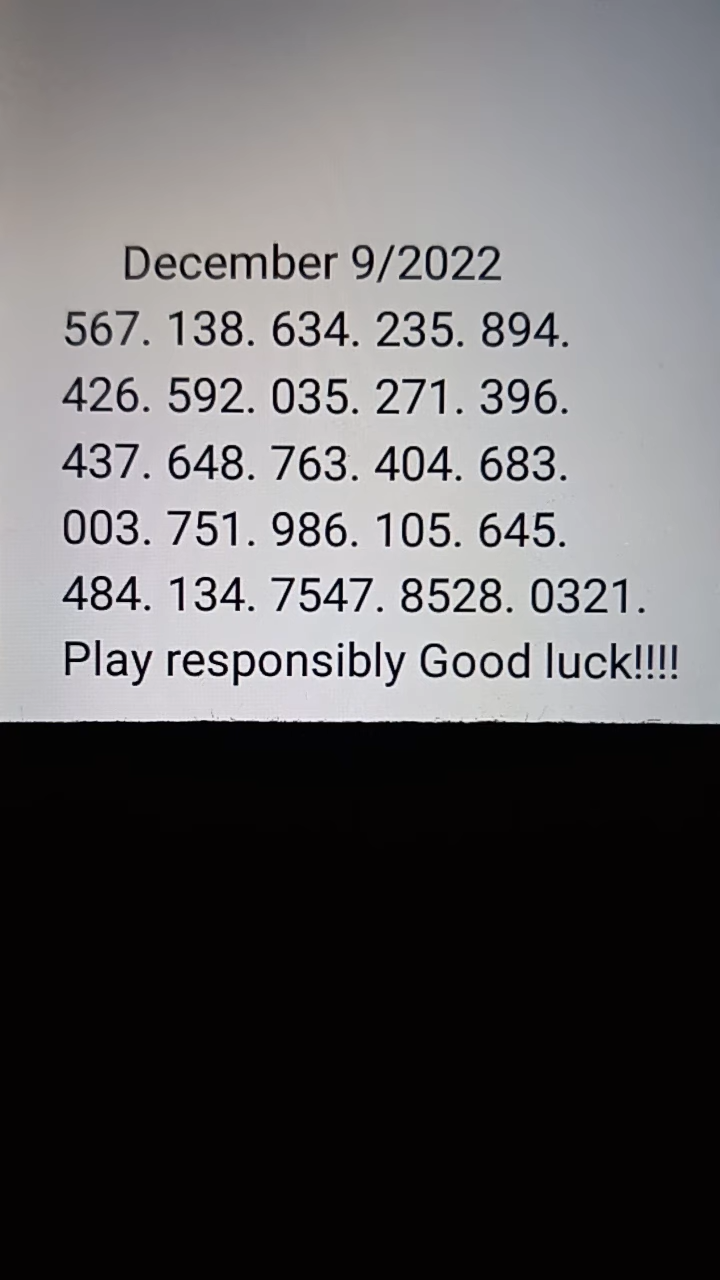 December 9/2022
567. 138. 634. 235. 894.
426. 592. 035. 271. 396.
437. 648. 763. 404. 683.
003. 751. 986. 105. 645.
484. 134. 7547. 8528. 0321.
Play responsibly Good luck!!!!